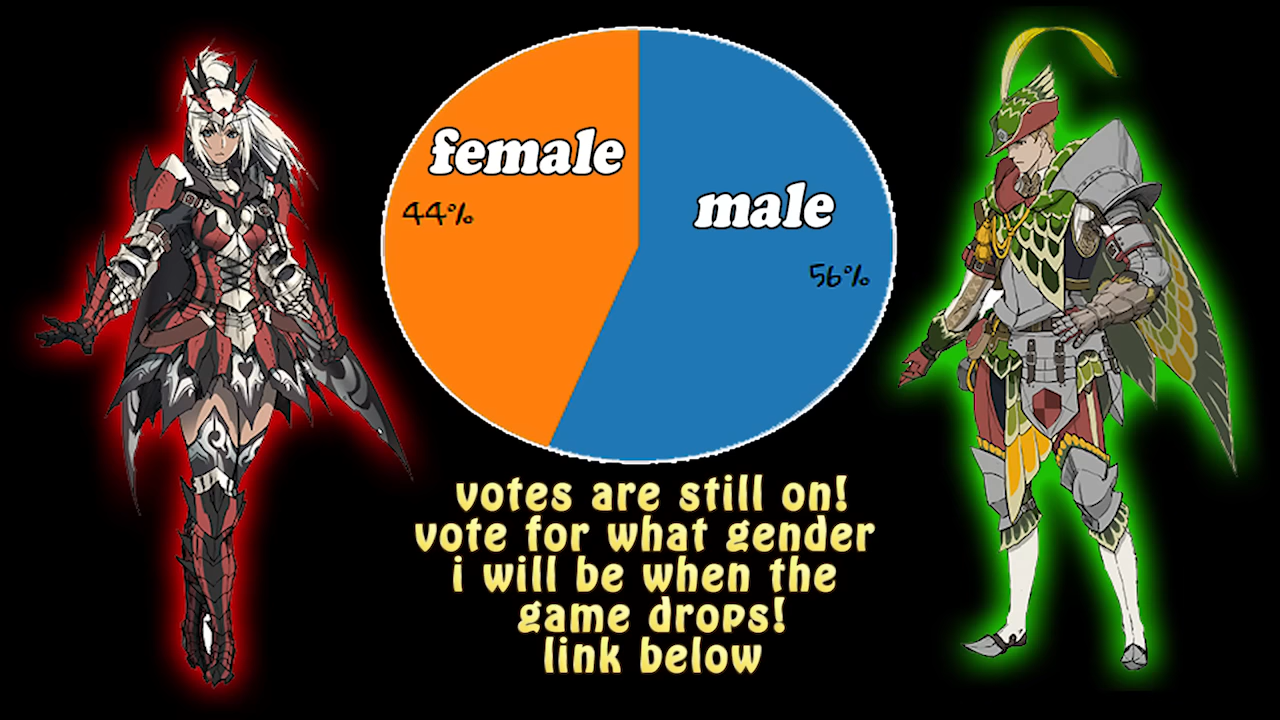 female
44%
male
56%
votes are still on!
vote for what gender
i will be when the
game drops!
link below